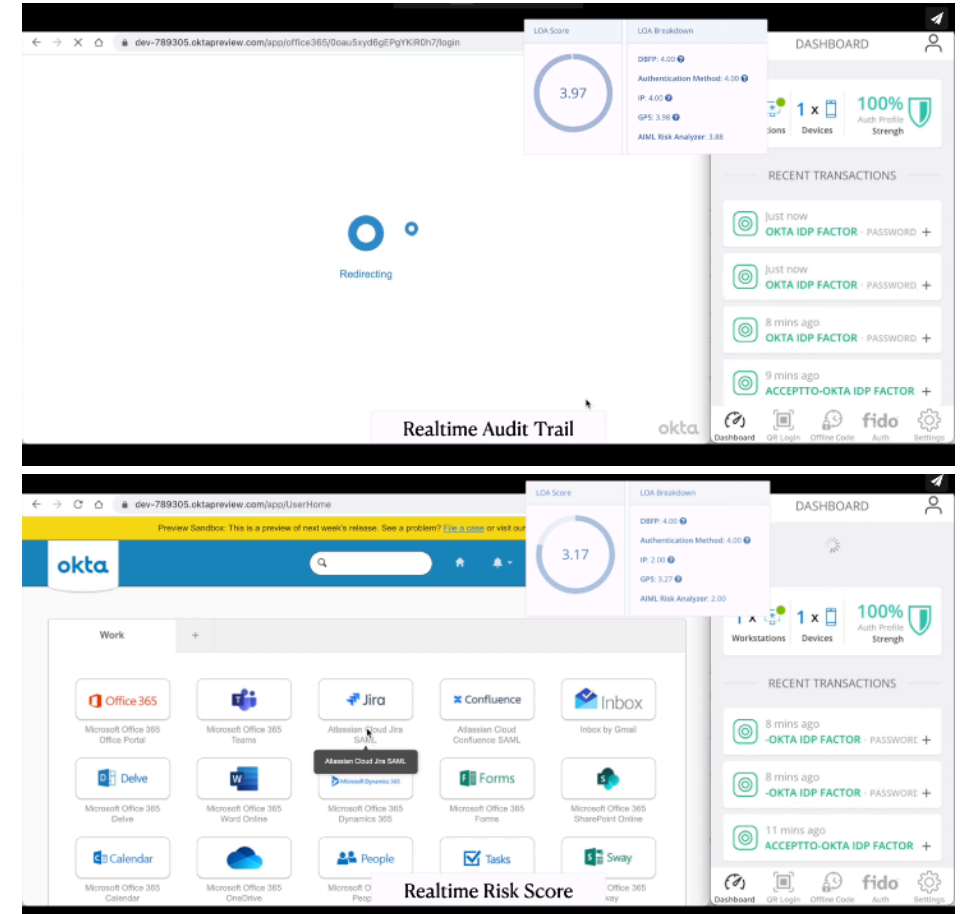 LOA Score
LOA Breakdown
dev-789305.oktapreview.com/app/office365/0oau5xyd6gEPgYKiR0h7/login
DASHBOARD
DBFP: 4.00
Authentication Method: 4.00
3.97
IP: 4.00
GPS: 3.98
AIML Risk Analyzer: 3.88
1 x
100%
Auth Profile
Strengh
Devices
RECENT TRANSACTIONS
Just now
OKTA IDP FACTOR - PASSWORD +
Just now
OKTA IDP FACTOR - PASSWORD +
Redirecting
8 mins ago
OKTA IDP FACTOR - PASSWORD +
9 mins ago
ACCEPTTO-OKTA IDP FACTOR +
Realtime Audit Trail
okta
fido
Dashboard QR Login Offline Code Auth Settings
LOA Score
LOA Breakdown
dev-789305.oktapreview.com/app/UserHome
DASHBOARD
Preview Sandbox: This is a preview of next week's release. See a problem? File a case or visit our
DBFP: 4.00
Authentication Method: 4.00
3.17
IP: 2.00
GPS: 3.27
AIML Risk Analyzer: 2.00
okta
1 x
1 x
100%
Auth Profile
Strengh
Workstations Devices
Work +
RECENT TRANSACTIONS
Office 365
Jira
Confluence
Inbox
Microsoft Office 365 Office Portal
Microsoft Office 365 Teams
Atlassian Cloud Jira SAML
Atlassian Cloud Confluence SAML
Inbox by Gmail
8 mins ago
-OKTA IDP FACTOR - PASSWORD +
Atlassian Cloud Jira SAML
Delve
Microsoft Dynamics 365
Forms
Microsoft Office 365 Delve
Microsoft Office 365 Word Online
Microsoft Office 365 Dynamics 365
Microsoft Office 365 Forms
Microsoft Office 365 SharePoint Online
8 mins ago
-OKTA IDP FACTOR - PASSWORD +
11 mins ago
ACCEPTTO-OKTA IDP FACTOR +
Calendar
People
Tasks
Sway
Microsoft Office 365 Calendar
Microsoft Office 365 OneDrive
Realtime Risk Score
Office 365
fido
Dashboard QR Login Offline Code Auth Settings